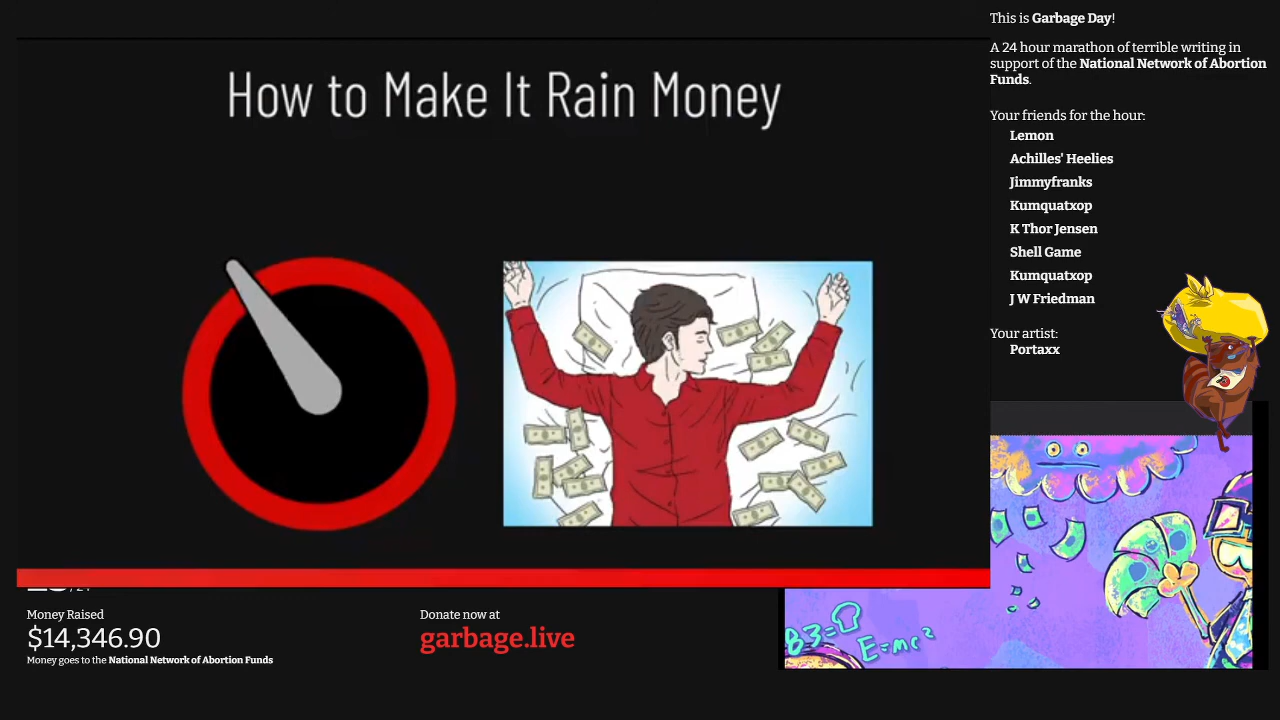 How to Make It Rain Money
This is Garbage Day!
A 24 hour marathon of terrible writing in
support of the National Network of Abortion
Funds.
Your friends for the hour:
Lemon
Achilles' Heelies
Jimmyfranks
Kumquatxop
K Thor Jensen
Shell Game
Kumquatxop
J W Friedman
Your artist:
Portaxx
Money Raised
$14,346.90
Money goes to the National Network of Abortion Funds
Donate now at
garbage.live
E=mc²